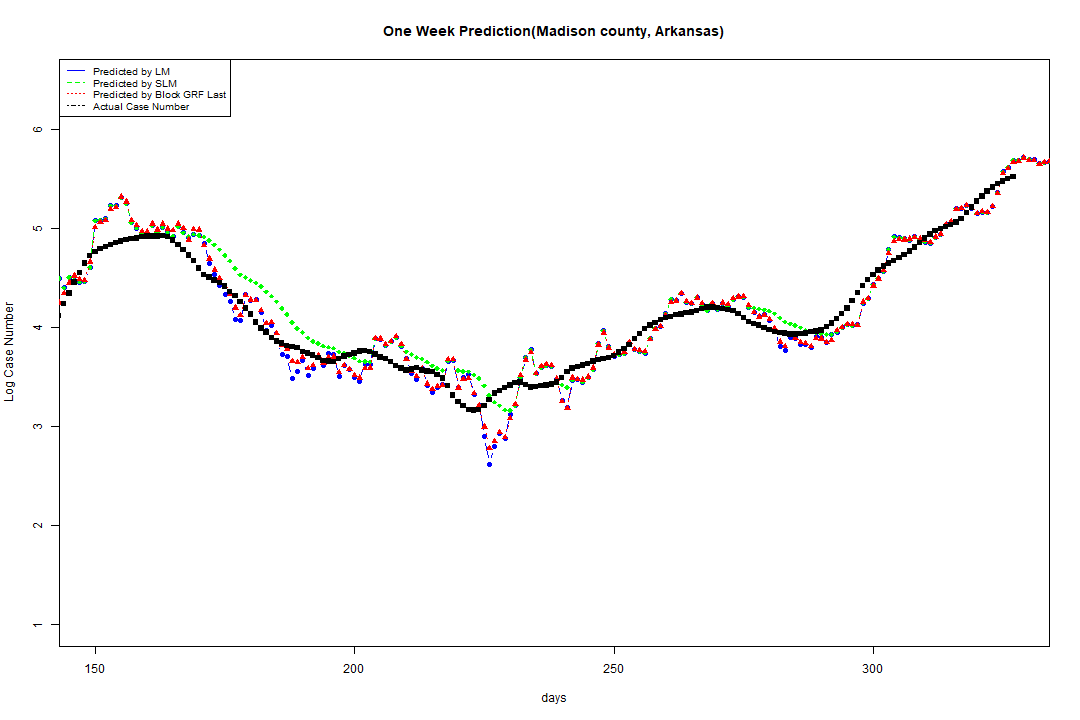 One Week Prediction(Madison county, Arkansas)
Predicted by LM
Predicted by SLM
Predicted by Block GRF Last
Actual Case Number
6
5
4
3
2
1
Log Case Number
150 200 250 300
days